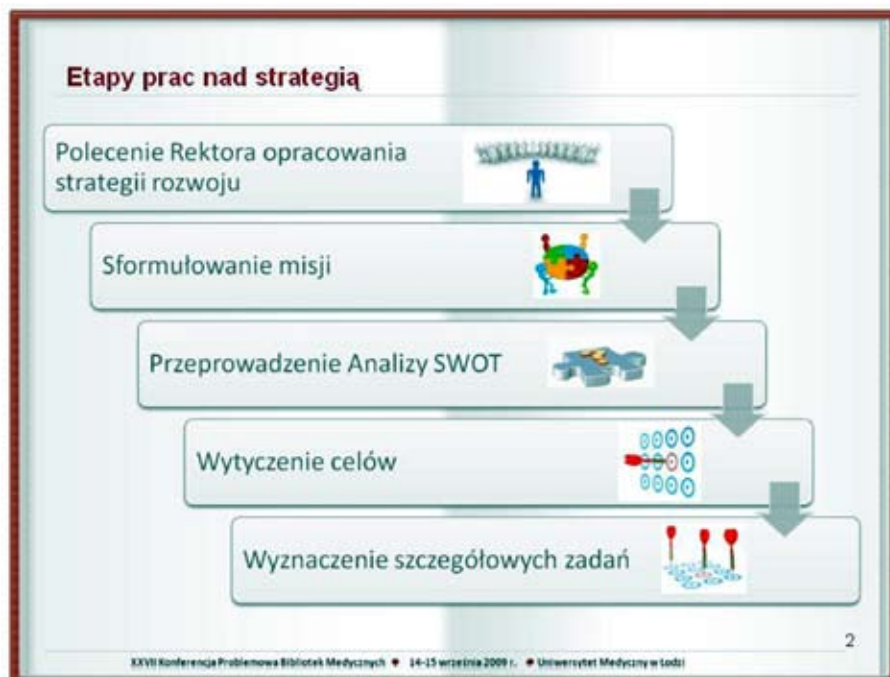 Etapy prac nad strategią
Polecenie Rektora opracowania
strategii rozwoju
Sformułowanie misji
Przeprowadzenie Analizy SWOT
Wytyczenie celów
Wyznaczenie szczegółowych zadań
2
XXVII Konferencja Problemowa Bibliotek Medycznych ♦ 14-15 września 2009 r. ♦ Uniwersytet Medyczny w Łodzi